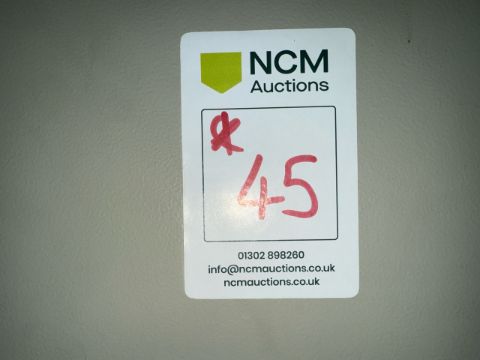 NCM
Auctions
45
01302 898260
info@ncmauctions.co.uk
ncmauctions.co.uk